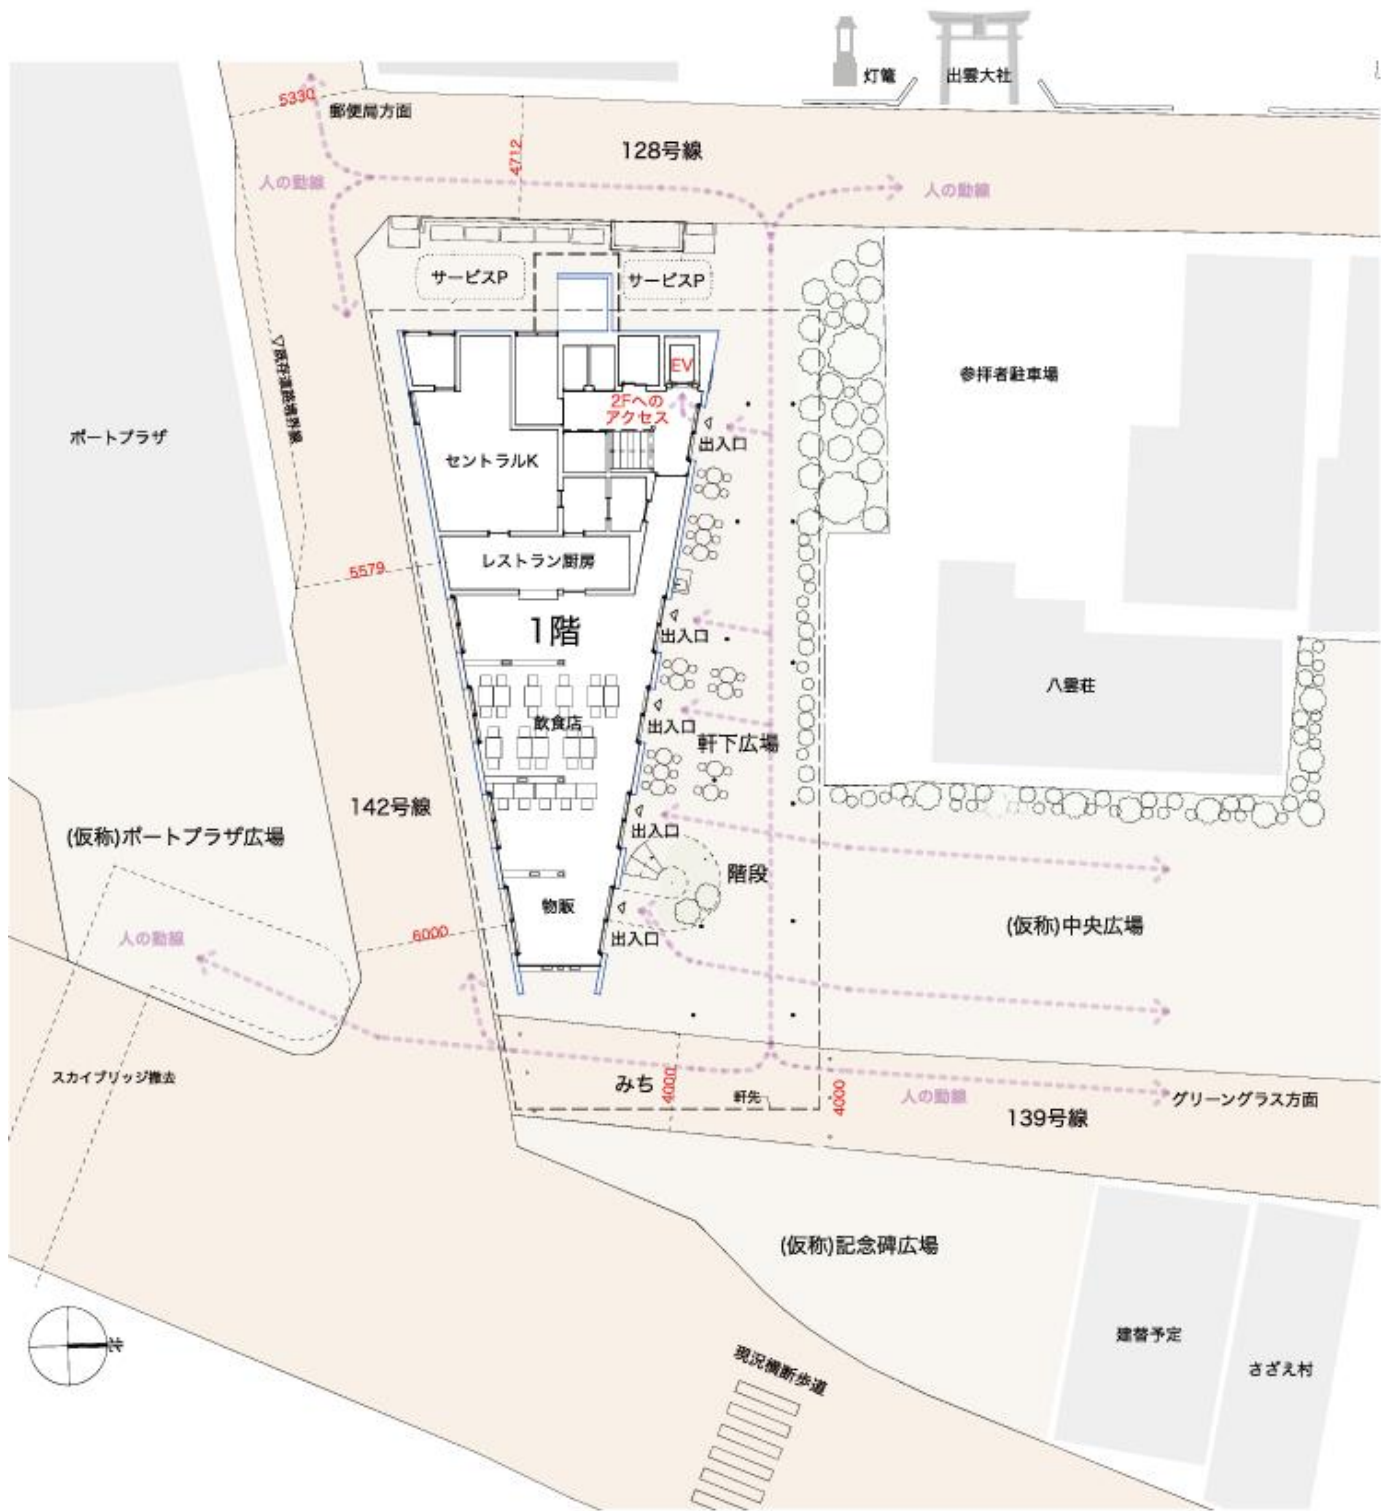 灯篭
出雲大社
5330
郵便局方面
4712
128号線
人の動線
人の動線
サービスP
サービスP
▽既存道路境界線
EV
2Fへの
アクセス
参拝者駐車場
ポートプラザ
出入口
セントラルK
レストラン厨房
5579
1階
出入口
八雲荘
飲食店
出入口
軒下広場
142号線
(仮称)ポートプラザ広場
出入口
階段
物販
出入口
(仮称)中央広場
6000
人の動線
スカイブリッジ撤去
みち
4000
軒先
4000
人の動線
グリーングラス方面
139号線
(仮称)記念碑広場
建替予定
さざえ村
北
現況横断歩道